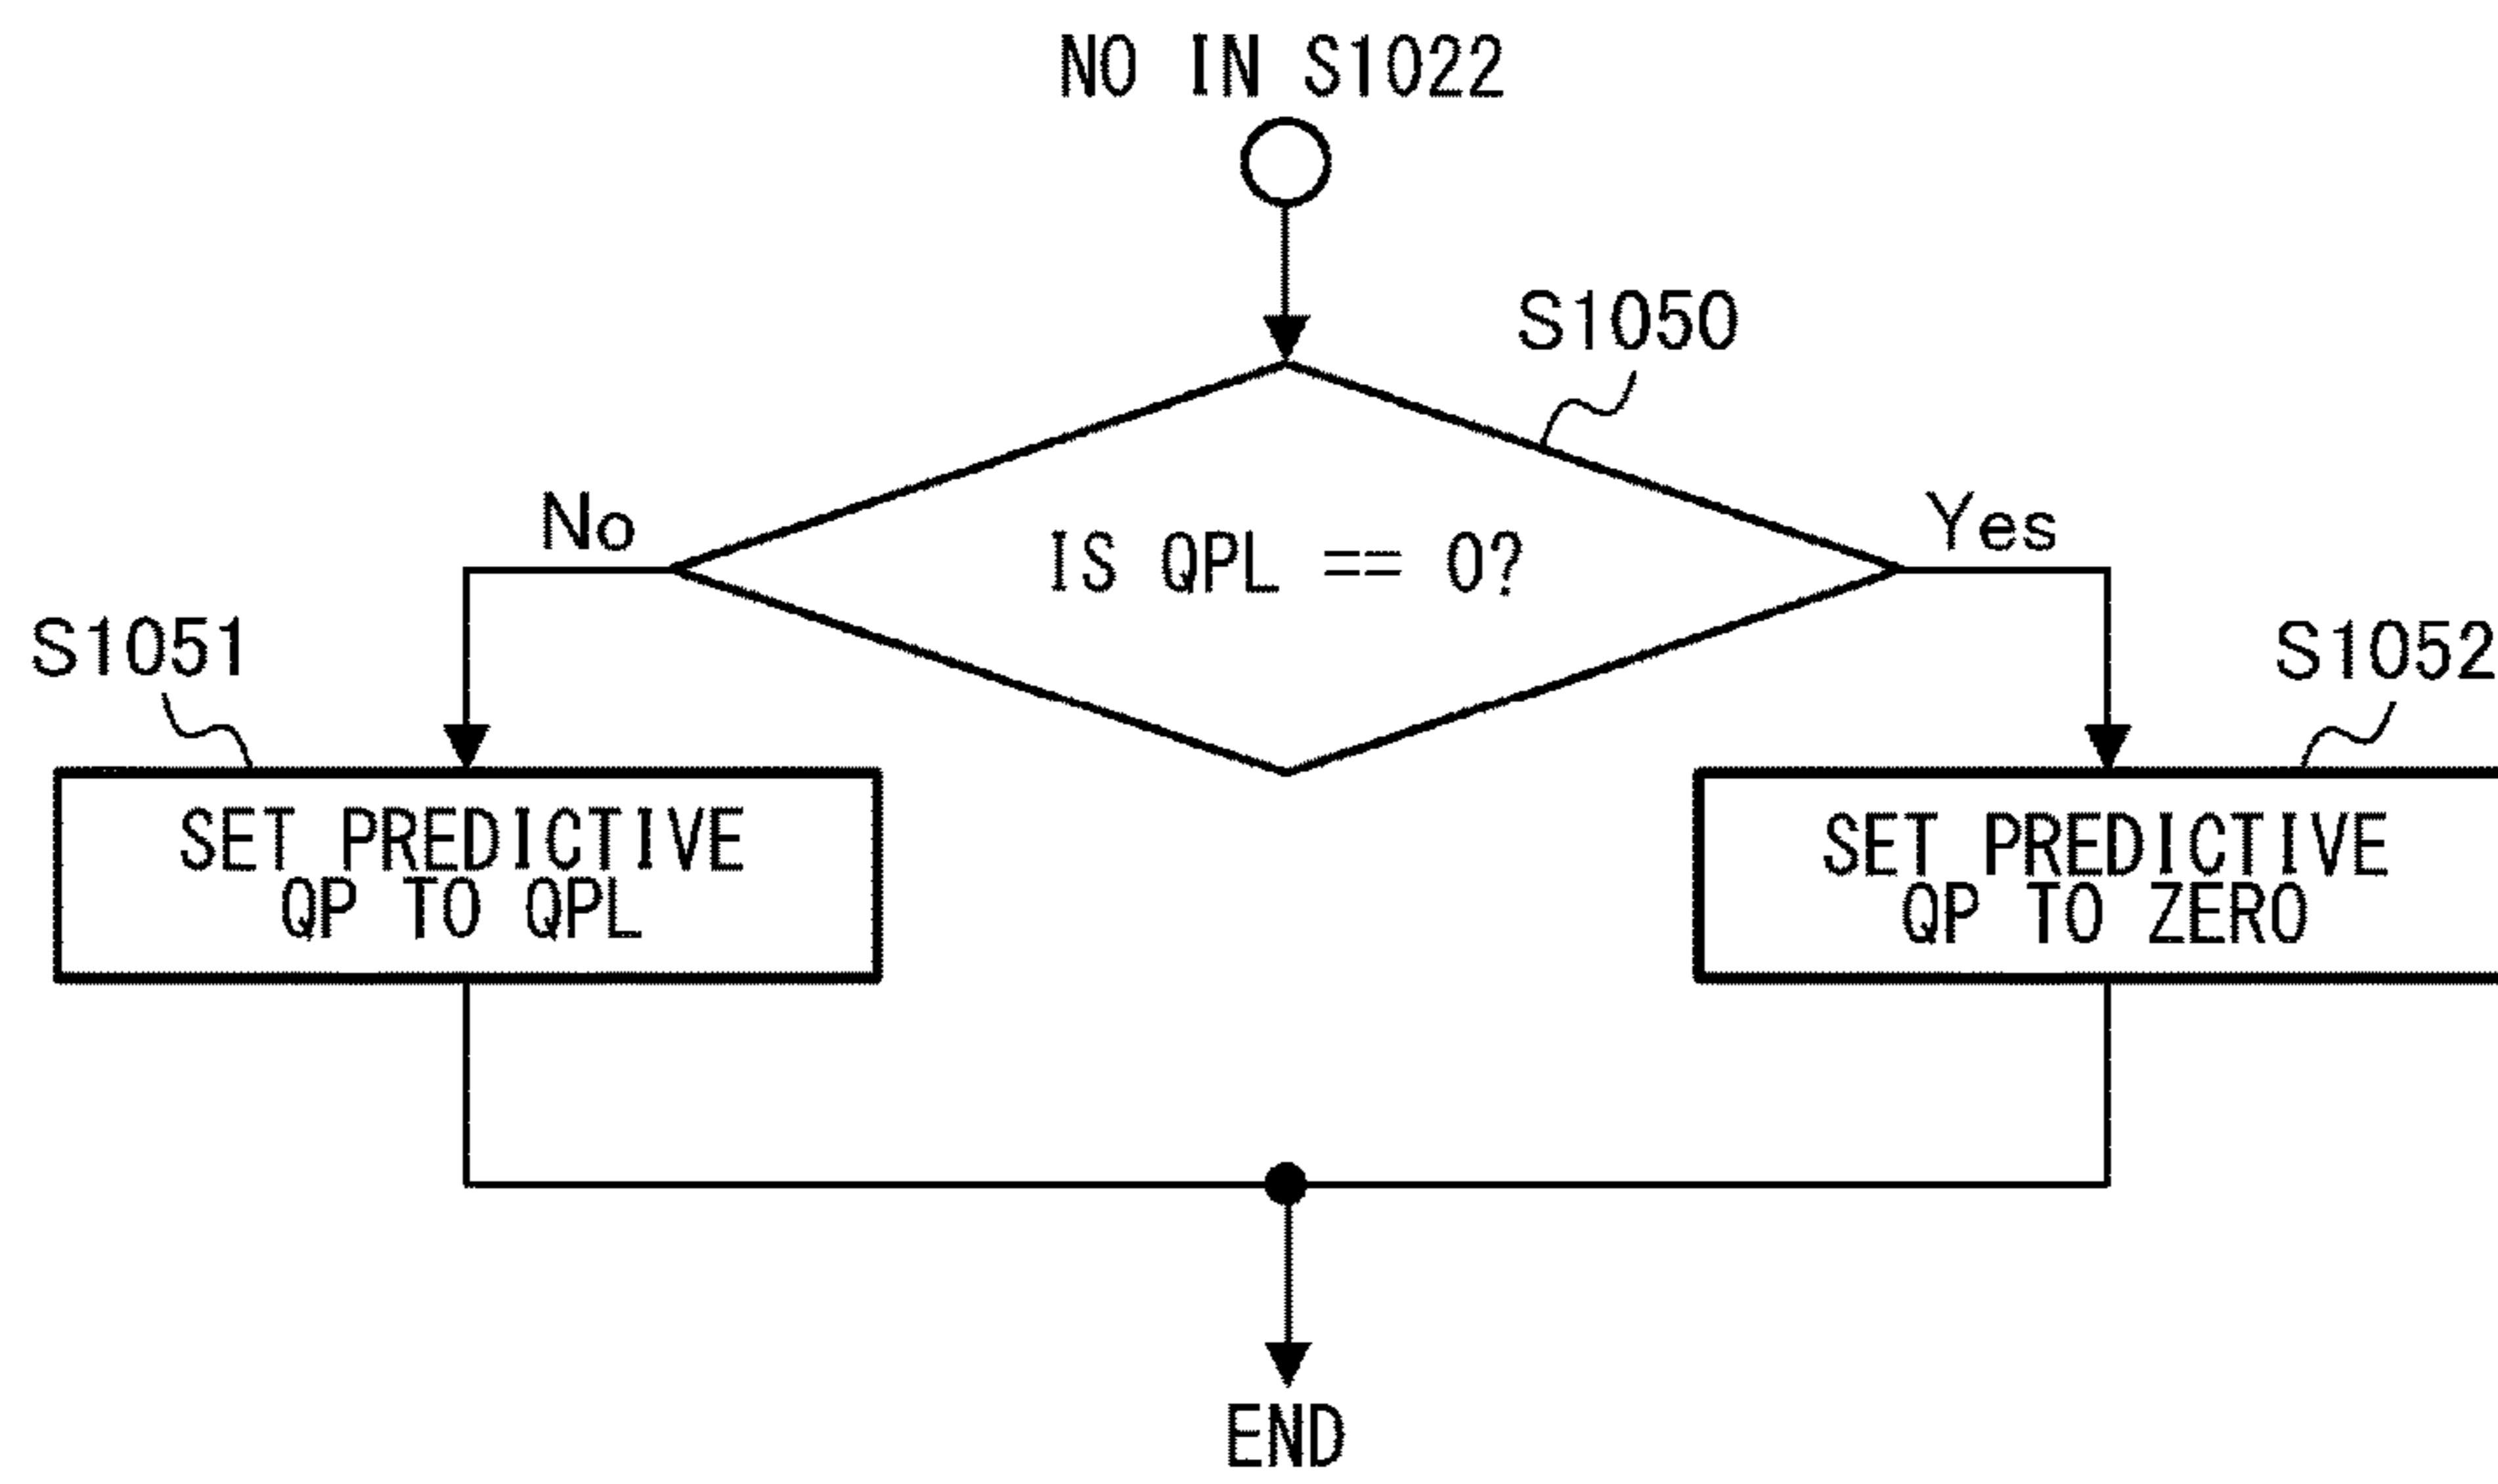 NO IN S1022
S1050
No
IS QPL == 0?
Yes
S1051
S1052
SET PREDICTIVE
QP TO QPL
SET PREDICTIVE
QP TO ZERO
END